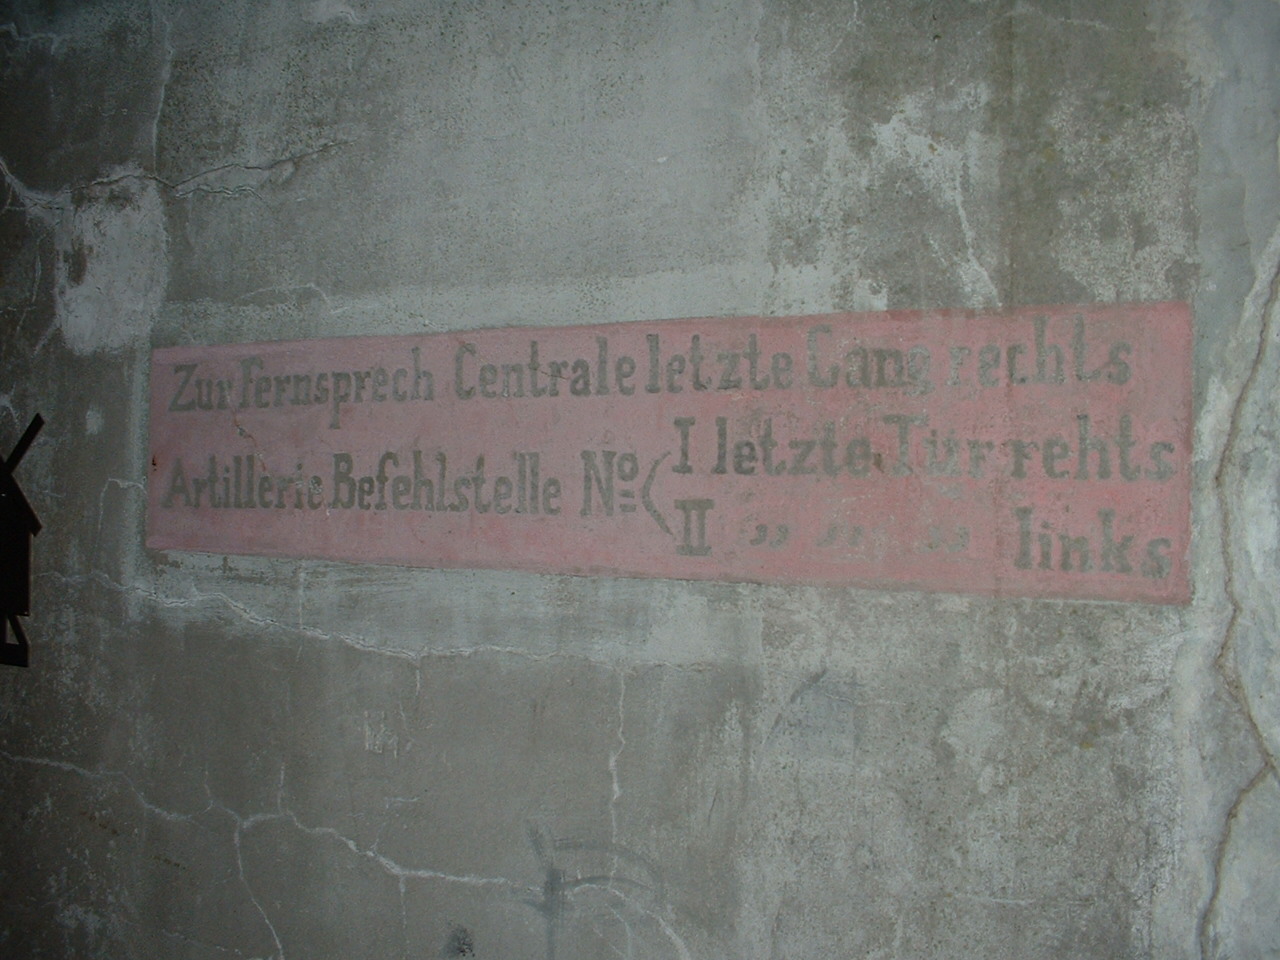 Zur Fernsprech Centrale letzte Gang rechts
Artillerie Befehlstelle No I letzte Tür rehts
II „ „ „ links